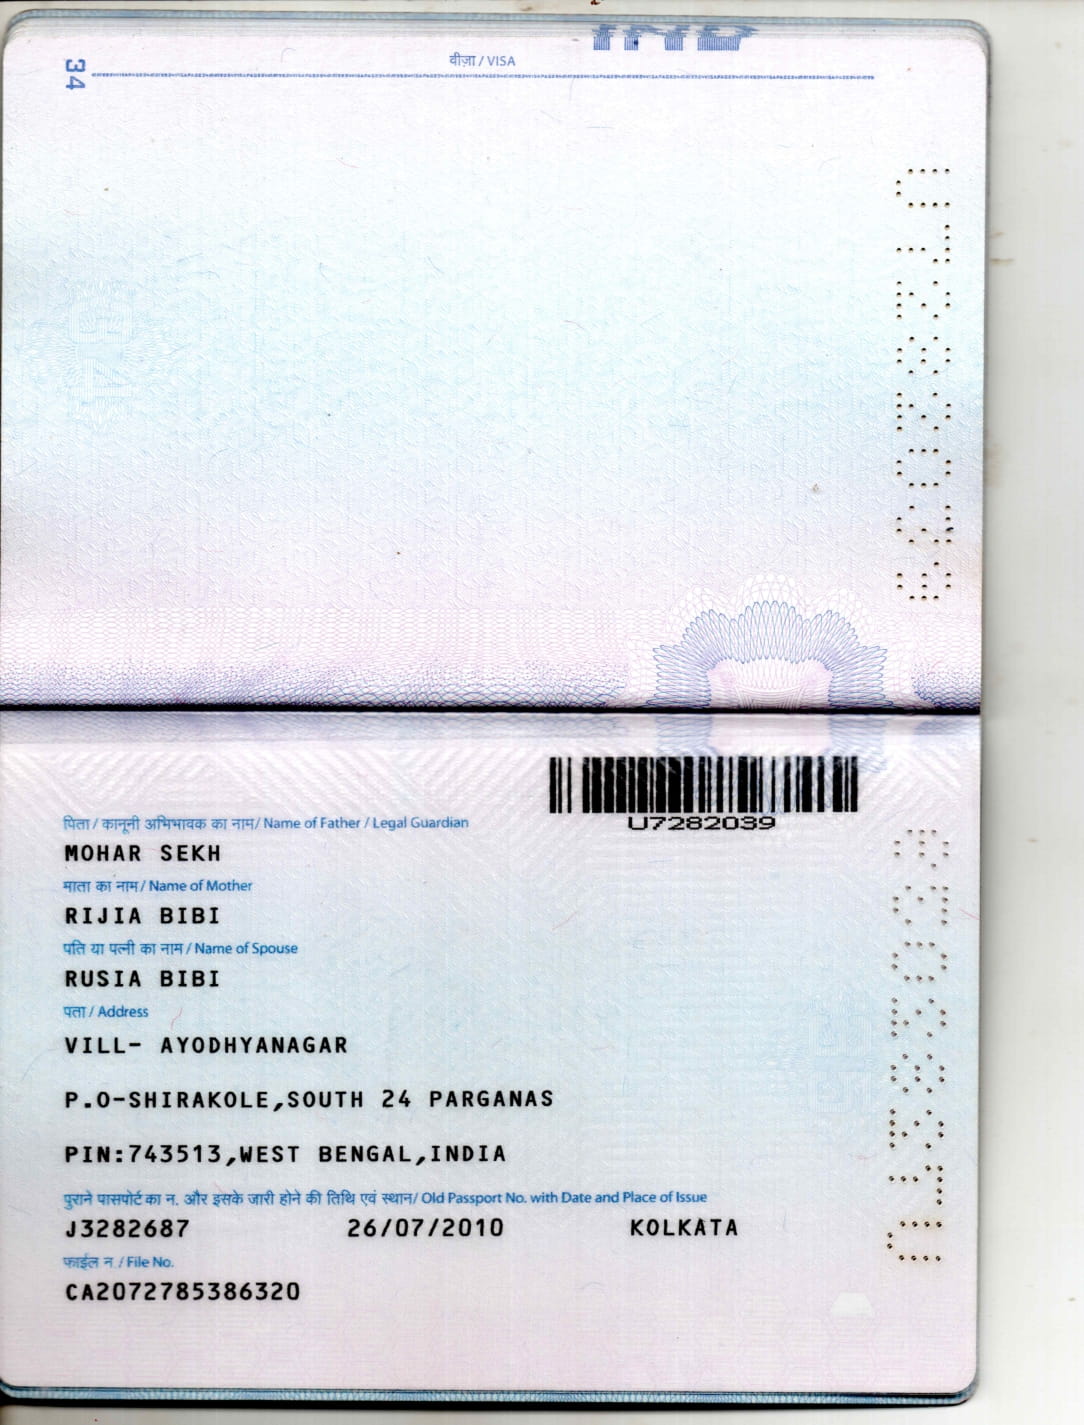 34
वीज़ा / VISA
U7282039
U7282039
पिता / कानूनी अभिभावक का नाम/ Name of Father / Legal Guardian
MOHAR SEKH
माता का नाम / Name of Mother
RIJIA BIBI
पति या पत्नी का नाम / Name of Spouse
RUSIA BIBI
पता / Address
VILL- AYODHYANAGAR
P.O-SHIRAKOLE,SOUTH 24 PARGANAS
PIN:743513,WEST BENGAL,INDIA
पुराने पासपोर्ट का न. और इसके जारी होने की तिथि एवं स्थान/ Old Passport No. with Date and Place of Issue
J3282687 26/07/2010 KOLKATA
फाईल न. / File No.
CA2072785386320
U7282039